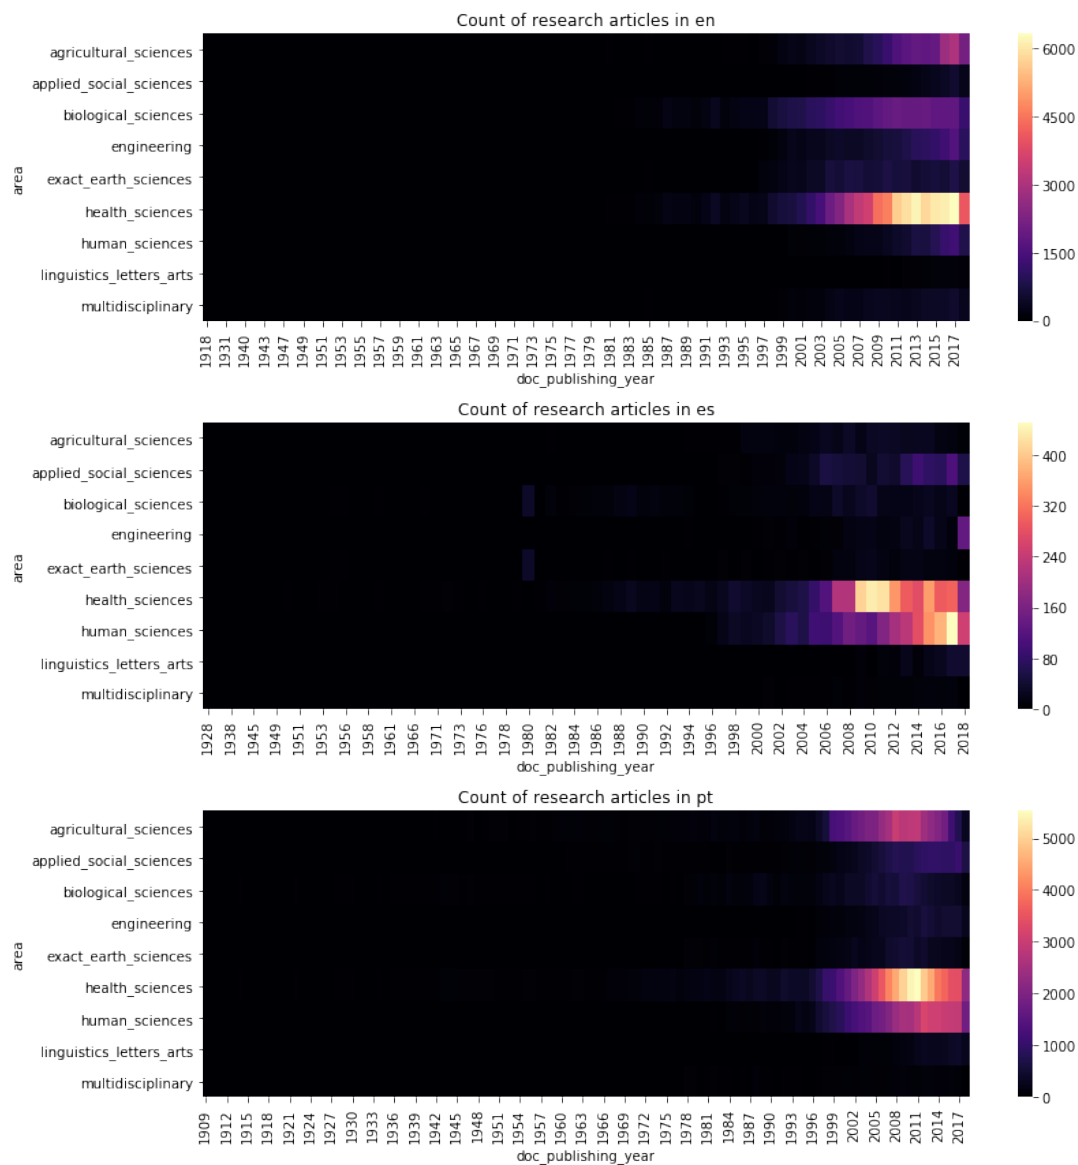 Count of research articles in en
agricultural_sciences
applied_social_sciences
biological_sciences
engineering
exact_earth_sciences
health_sciences
human_sciences
linguistics_letters_arts
multidisciplinary
area
6000
4500
3000
1500
0
1918 1931 1940 1943 1947 1949 1951 1953 1955 1957 1959 1961 1963 1965 1967 1969 1971 1973 1975 1977 1979 1981 1983 1985 1987 1989 1991 1993 1995 1997 1999 2001 2003 2005 2007 2009 2011 2013 2015 2017
doc_publishing_year
Count of research articles in es
agricultural_sciences
applied_social_sciences
biological_sciences
engineering
exact_earth_sciences
health_sciences
human_sciences
linguistics_letters_arts
multidisciplinary
area
400
320
240
160
80
0
1928 1938 1945 1949 1951 1953 1956 1958 1961 1966 1971 1973 1976 1978 1980 1982 1984 1986 1988 1990 1992 1994 1996 1998 2000 2002 2004 2006 2008 2010 2012 2014 2016 2018
doc_publishing_year
Count of research articles in pt
agricultural_sciences
applied_social_sciences
biological_sciences
engineering
exact_earth_sciences
health_sciences
human_sciences
linguistics_letters_arts
multidisciplinary
area
5000
4000
3000
2000
1000
0
1909 1912 1915 1918 1921 1924 1927 1930 1933 1936 1939 1942 1945 1948 1951 1954 1957 1960 1963 1966 1969 1972 1975 1978 1981 1984 1987 1990 1993 1996 1999 2002 2005 2008 2011 2014 2017
doc_publishing_year